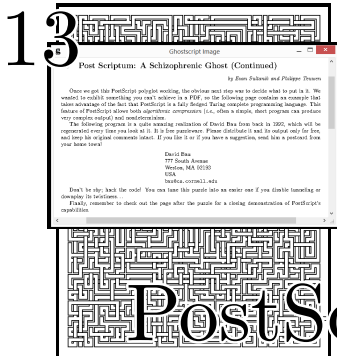 13
Ghostscript Image
Post Scriptum: A Schizophrenic Ghost (Continued)
by Evan Sultanik and Philippe Teuwen
Once we got this PostScript polyglot working, the obvious next step was to decide what to put in it. We
wanted to exhibit something you can't achieve in a PDF, so the following page contains an example that
takes advantage of the fact that PostScript is a fully fledged Turing complete programming language. This
feature of PostScript allows both algorithmic compression (i.e., often a simple, short program can produce
very complex output) and nondeterminism.
The following program is a quite amazing realization of David Bau from back in 1992, which will be
regenerated every time you look at it. It is free puzzleware. Please distribute it and its output only for free,
and keep his original comments intact. If you like it or if you have a suggestion, send him a postcard from
your home town!
David Bau
777 South Avenue
Weston, MA 02193
USA
bau@cs.cornell.edu
Don't be shy; hack the code! You can tune this puzzle into an easier one if you disable tunneling or
downplay its twistiness...
Finally, remember to check out the page after the puzzle for a closing demonstration of PostScript's
capabilities.
PostSc